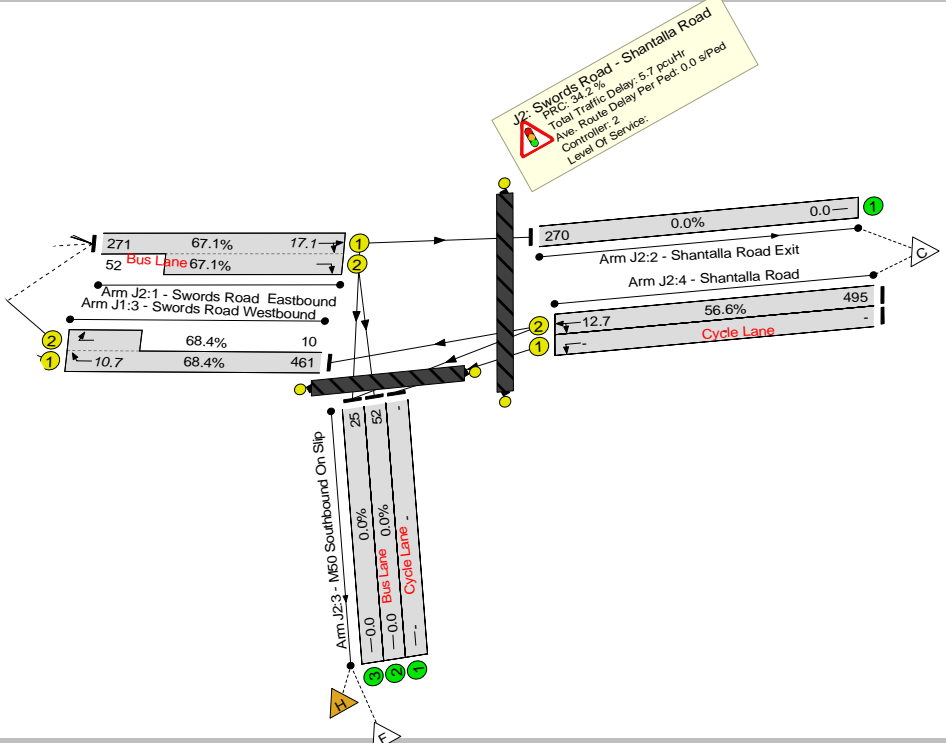 J2: Swords Road - Shantalla Road
PRC: 34.2 %
Total Traffic Delay: 5.7 pcuHr
Ave. Route Delay Per Ped: 0.0 s/Ped
Controller: 2
Level Of Service:
271 67.1% 17.1 1
52 Bus Lane 67.1% 2
Arm J2:1 - Swords Road Eastbound
Arm J1:3 - Swords Road Westbound
2 68.4% 10
1 10.7 68.4% 461
270 0.0% 0.0 1
Arm J2:2 - Shantalla Road Exit
C
Arm J2:4 - Shantalla Road
2 12.7 56.6% 495
1 - Cycle Lane -
Arm J2:3 - M50 Southbound On Slip
25 0.0% 0.0 3
52 0.0% Bus Lane 0.0 2
- - Cycle Lane - 1
H